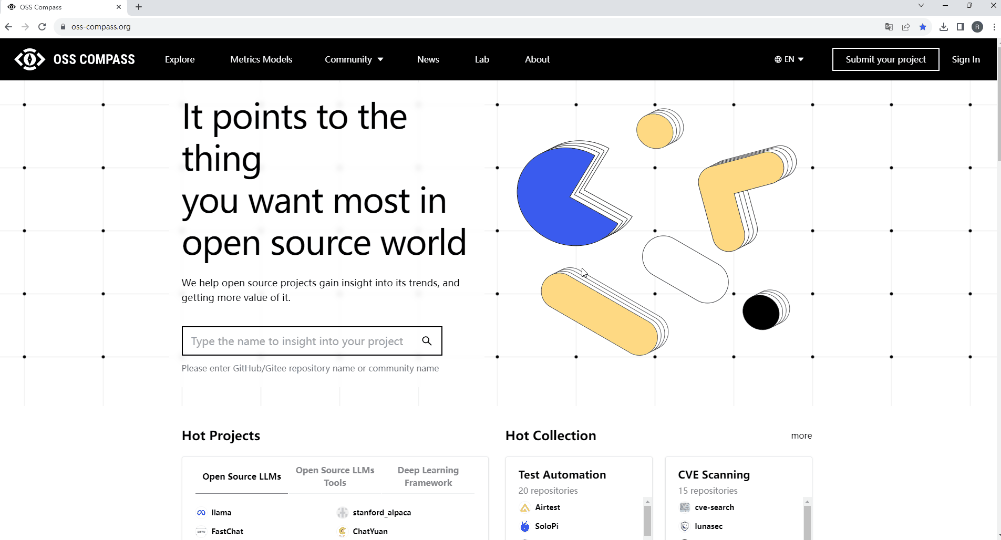 OSS Compass
oss-compass.org
OSS COMPASS
Explore
Metrics Models
Community
News
Lab
About
EN
Submit your project
Sign In
It points to the
thing
you want most in
open source world
We help open source projects gain insight into its trends, and
getting more value of it.
Type the name to insight into your project
Please enter GitHub/Gitee repository name or community name
Hot Projects
Open Source LLMs
Open Source LLMs
Tools
Deep Learning
Framework
llama
stanford_alpaca
FastChat
ChatYuan
Hot Collection
more
Test Automation
20 repositories
Airtest
SoloPi
CVE Scanning
15 repositories
cve-search
lunasec